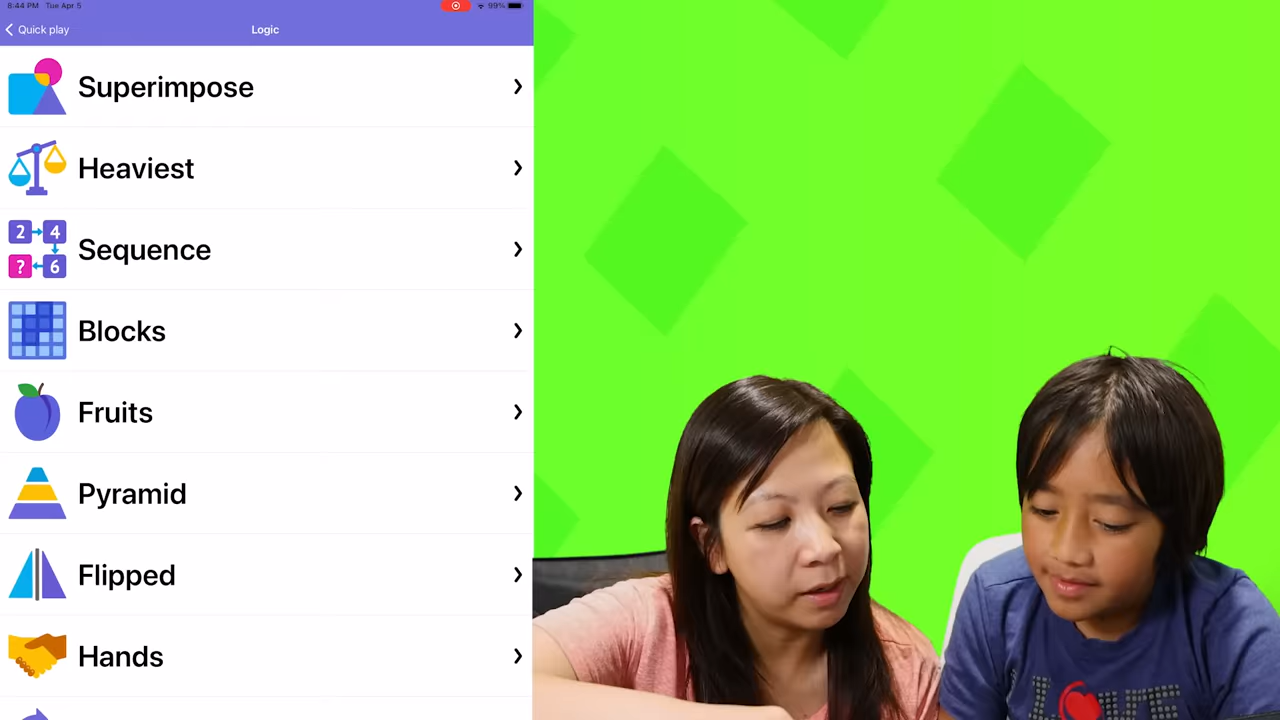 8:44 PM Tue Apr 5
99%
Quick play
Logic
Superimpose
Heaviest
2 4
? 6
Sequence
Blocks
Fruits
Pyramid
Flipped
Hands
LOVE